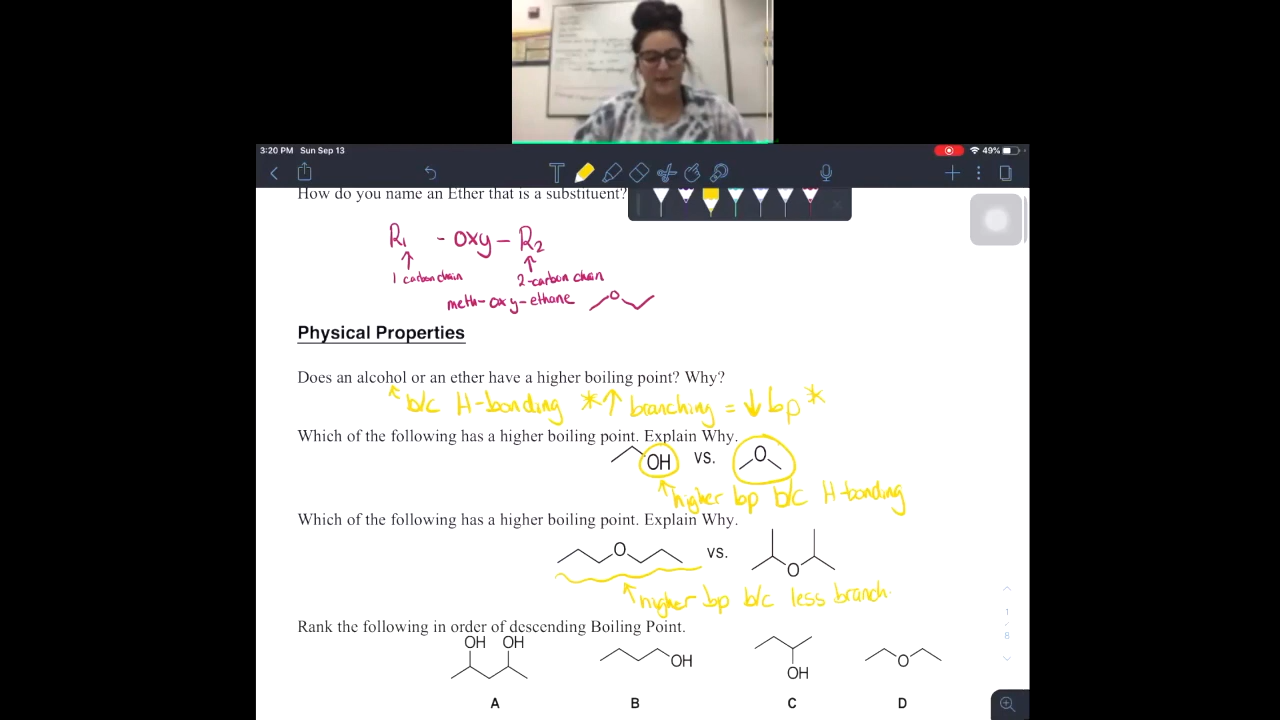 3:20 PM Sun Sep 13
49%
How do you name an Ether that is a substituent?
R1 - oxy - R2
1 carbon chain
2-carbon chain
meth-oxy-ethane O
Physical Properties
Does an alcohol or an ether have a higher boiling point? Why?
b/c H-bonding *↑ branching = ↓ bp*
Which of the following has a higher boiling point. Explain Why.
OH vs. O
higher bp b/c H-bonding
Which of the following has a higher boiling point. Explain Why.
O vs. O
higher bp b/c less branch.
Rank the following in order of descending Boiling Point.
OH OH
OH
OH
O
A B C D
1
/
8